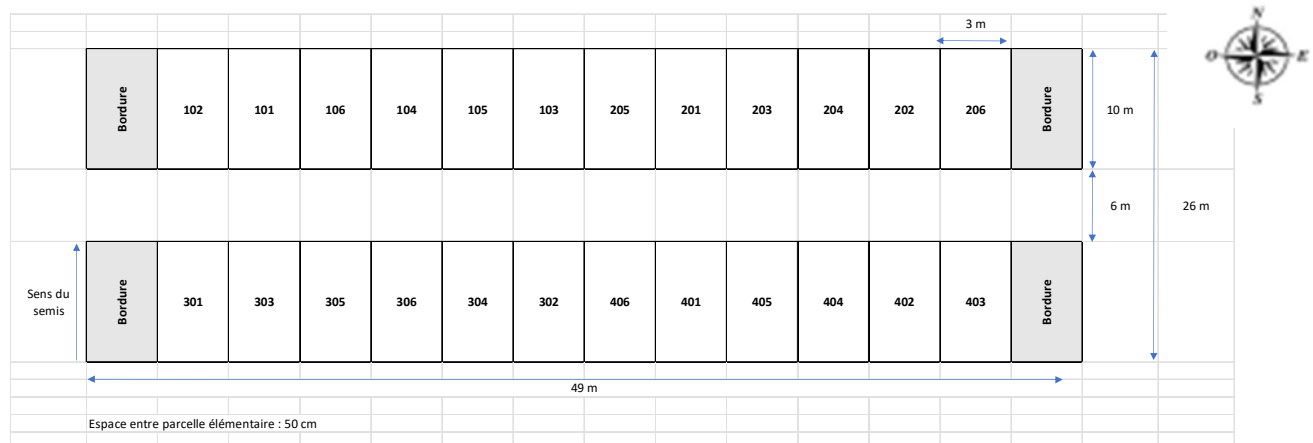 N
O
E
S
3 m
Bordure
102
101
106
104
105
103
205
201
203
204
202
206
Bordure
10 m
6 m
26 m
Sens du
semis
Bordure
301
303
305
306
304
302
406
401
405
404
402
403
Bordure
49 m
Espace entre parcelle élémentaire : 50 cm